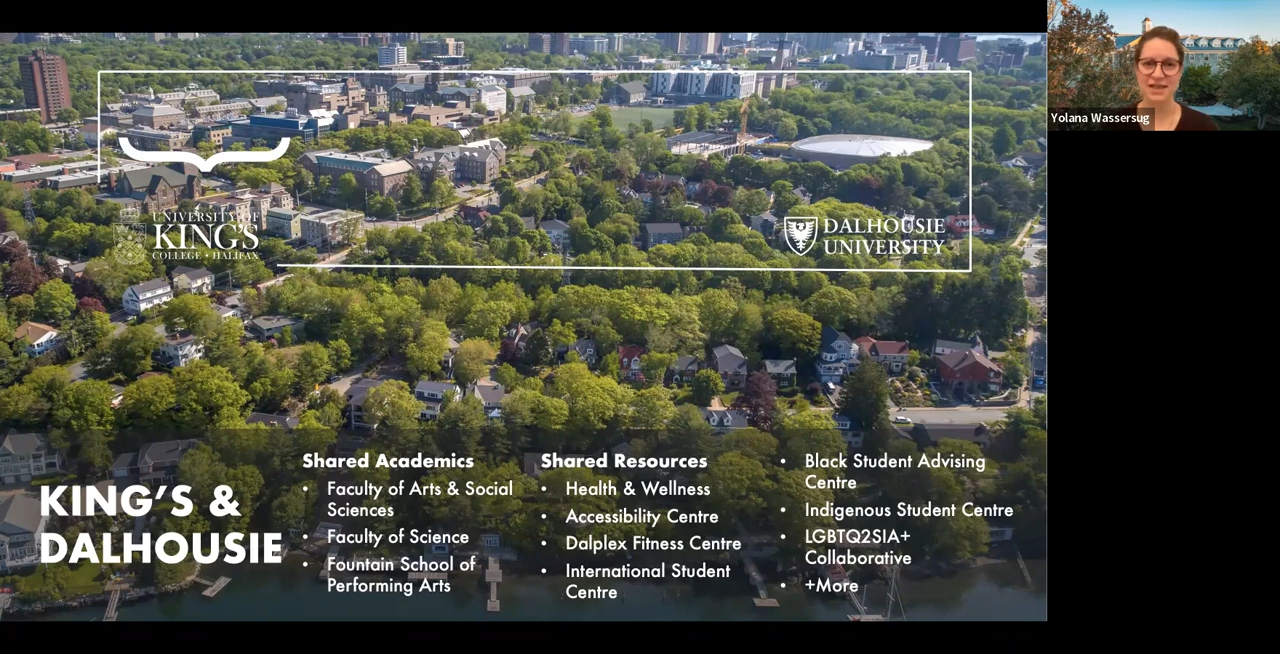 Yolana Wassersug
UNIVERSITY OF
KING'S
COLLEGE • HALIFAX
DALHOUSIE
UNIVERSITY
KING'S &
DALHOUSIE
Shared Academics
• Faculty of Arts & Social
Sciences
• Faculty of Science
• Fountain School of
Performing Arts
Shared Resources
• Health & Wellness
• Accessibility Centre
• Dalplex Fitness Centre
• International Student
Centre
• Black Student Advising
Centre
• Indigenous Student Centre
• LGBTQ2SIA+
Collaborative
• +More